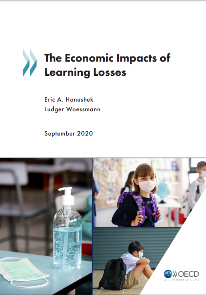 The Economic Impacts of
Learning Losses
Eric A. Hanushek
Ludger Woessmann
September 2020
OECD